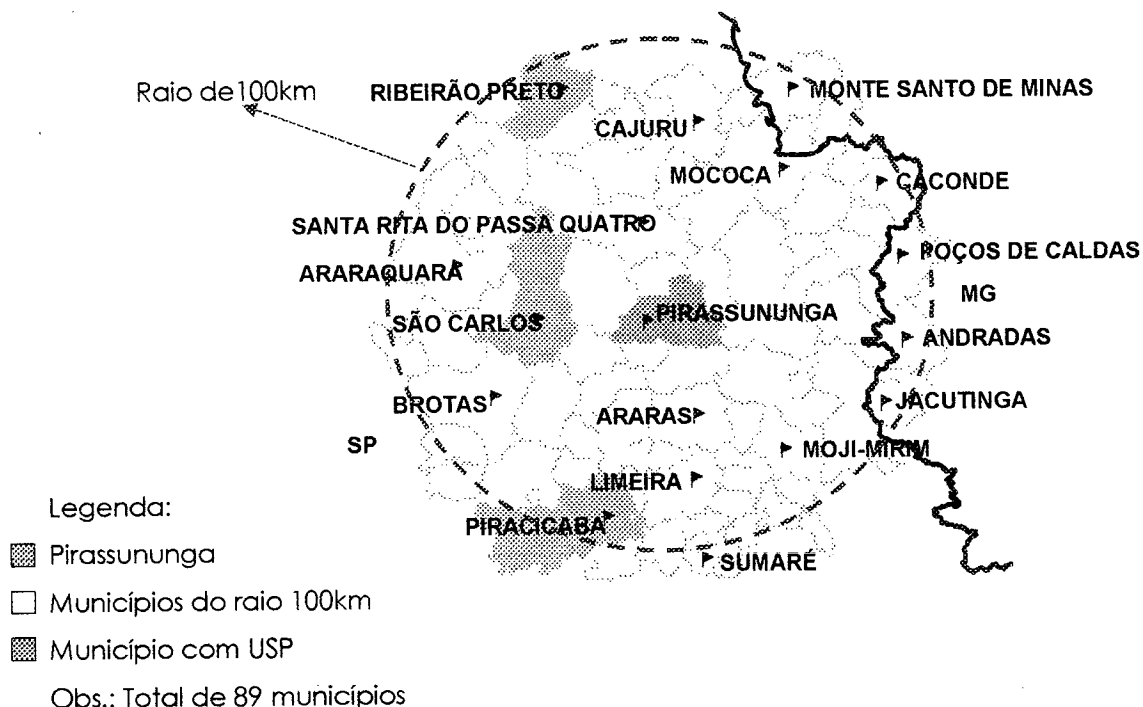 Raio de100km
RIBEIRÃO PRETO
MONTE SANTO DE MINAS
CAJURU
MOCOCA
CACONDE
SANTA RITA DO PASSA QUATRO
POÇOS DE CALDAS
ARARAQUARA
MG
PIRASSUNUNGA
SÃO CARLOS
ANDRADAS
BROTAS
ARARAS
JACUTINGA
SP
MOJI-MIRIM
LIMEIRA
PIRACICABA
SUMARÉ
Legenda:
Pirassununga
Municípios do raio 100km
Município com USP
Obs.: Total de 89 municípios